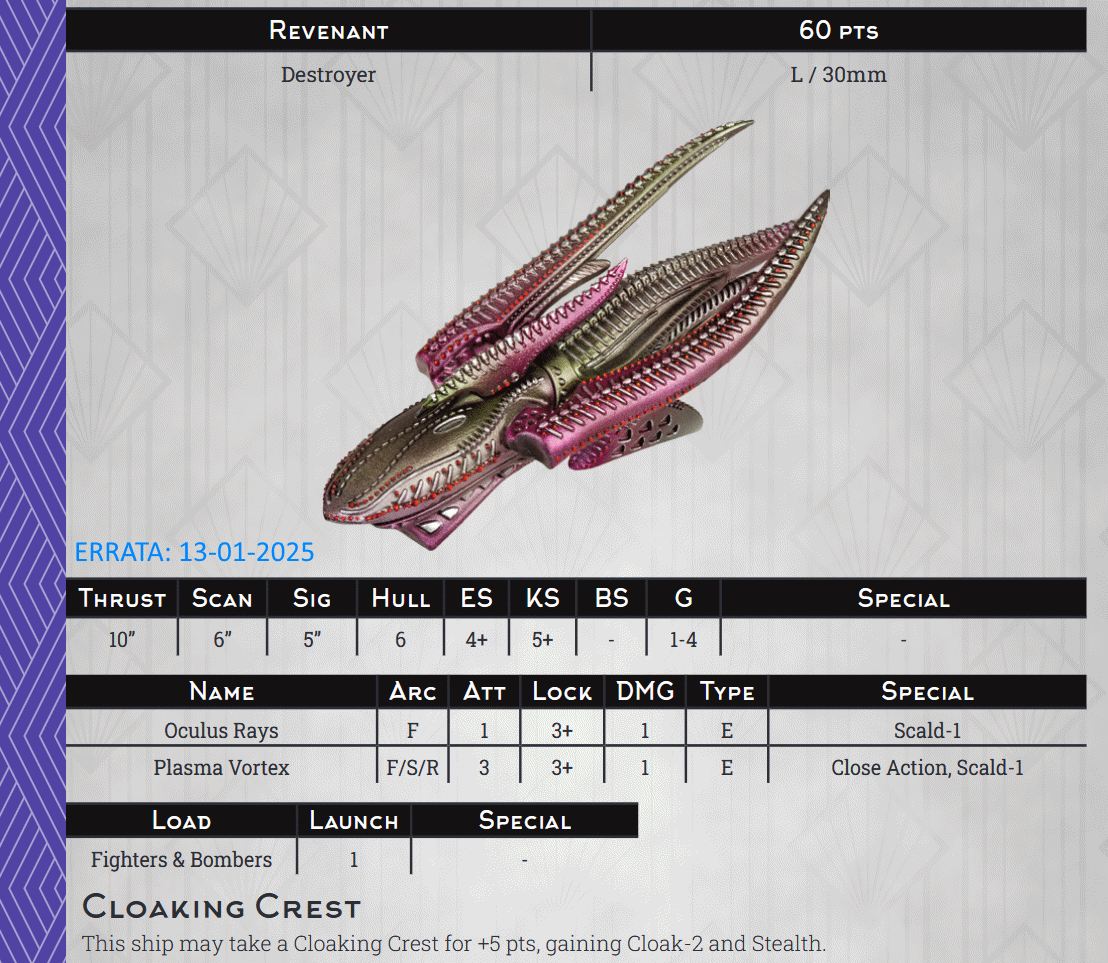 REVENANT 60 PTS
Destroyer L / 30mm
ERRATA: 13-01-2025
THRUST SCAN SIG HULL ES KS BS G SPECIAL
10” 6” 5” 6 4+ 5+ - 1-4 -
NAME ARC ATT LOCK DMG TYPE SPECIAL
Oculus Rays F 1 3+ 1 E Scald-1
Plasma Vortex F/S/R 3 3+ 1 E Close Action, Scald-1
LOAD LAUNCH SPECIAL
Fighters & Bombers 1 -
CLOAKING CREST
This ship may take a Cloaking Crest for +5 pts, gaining Cloak-2 and Stealth.